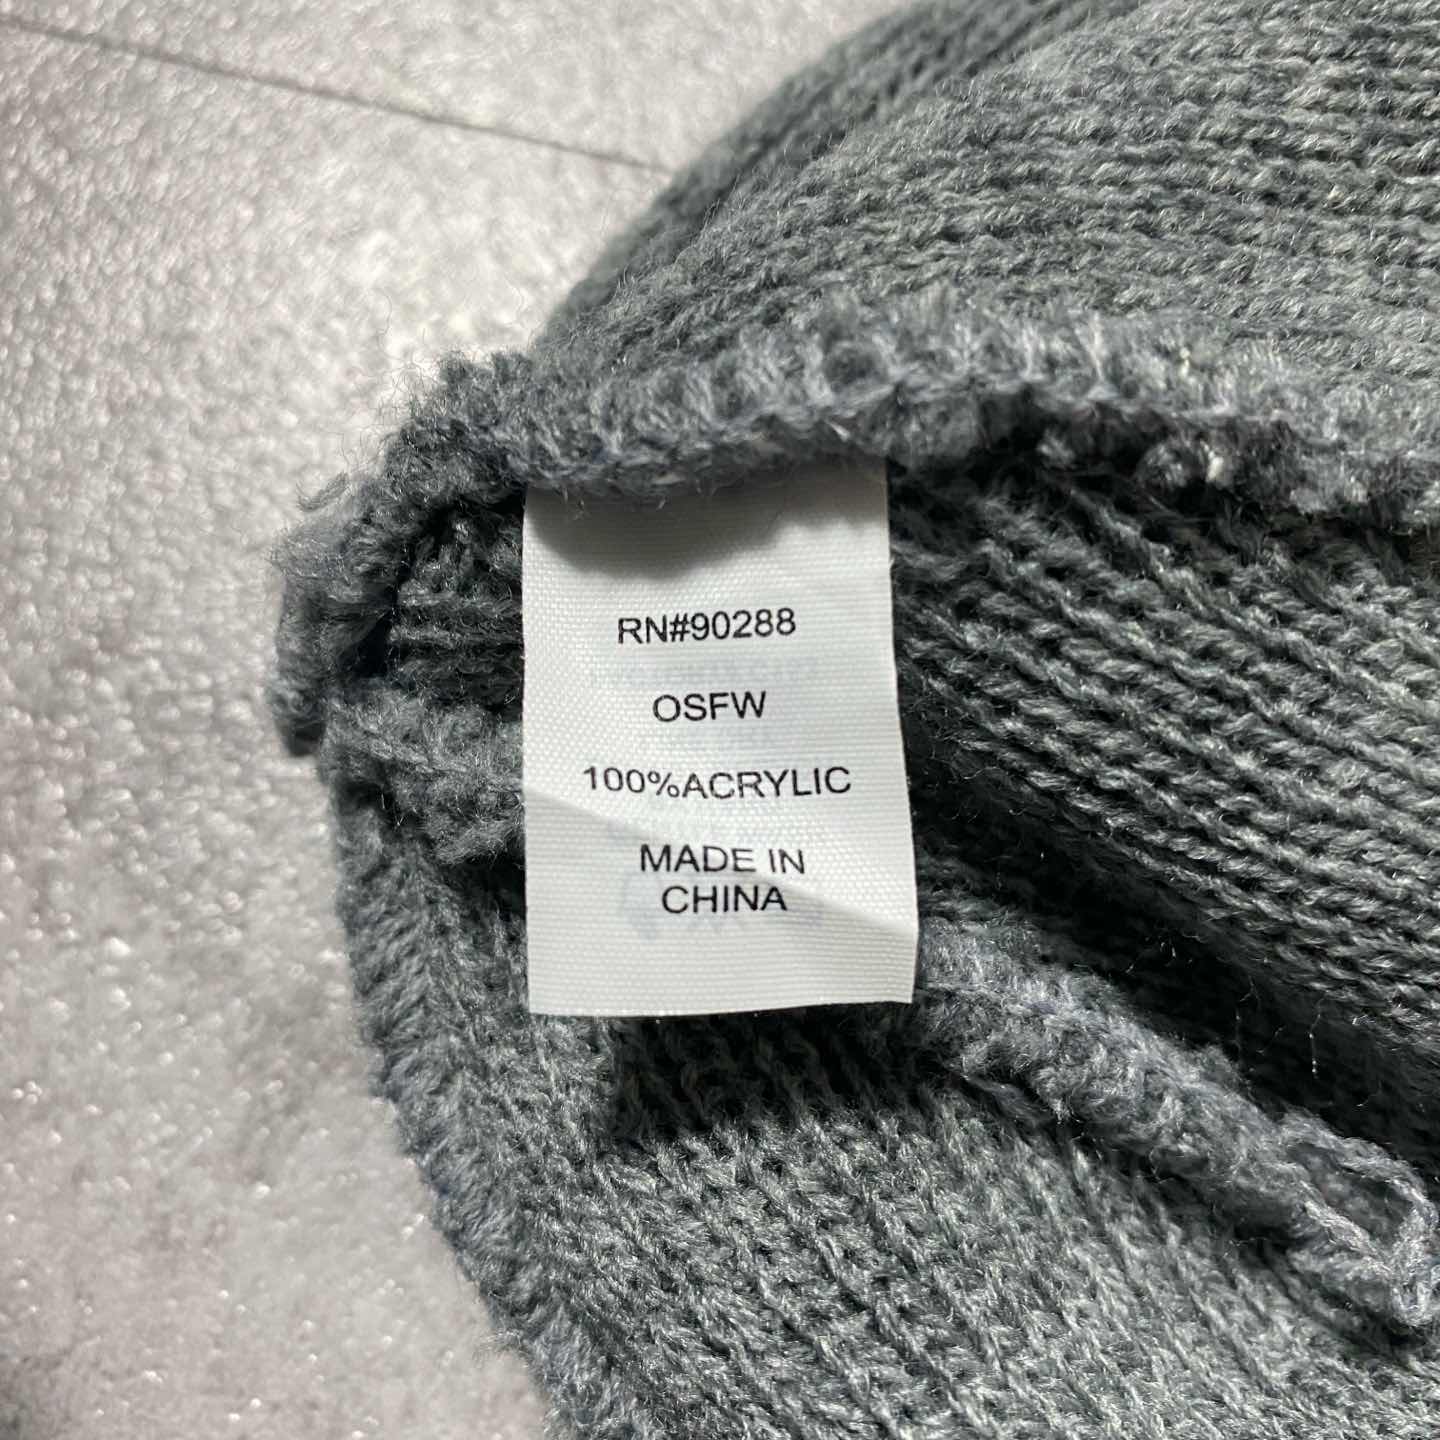 RN#90288
OSFW
100%ACRYLIC
MADE IN
CHINA